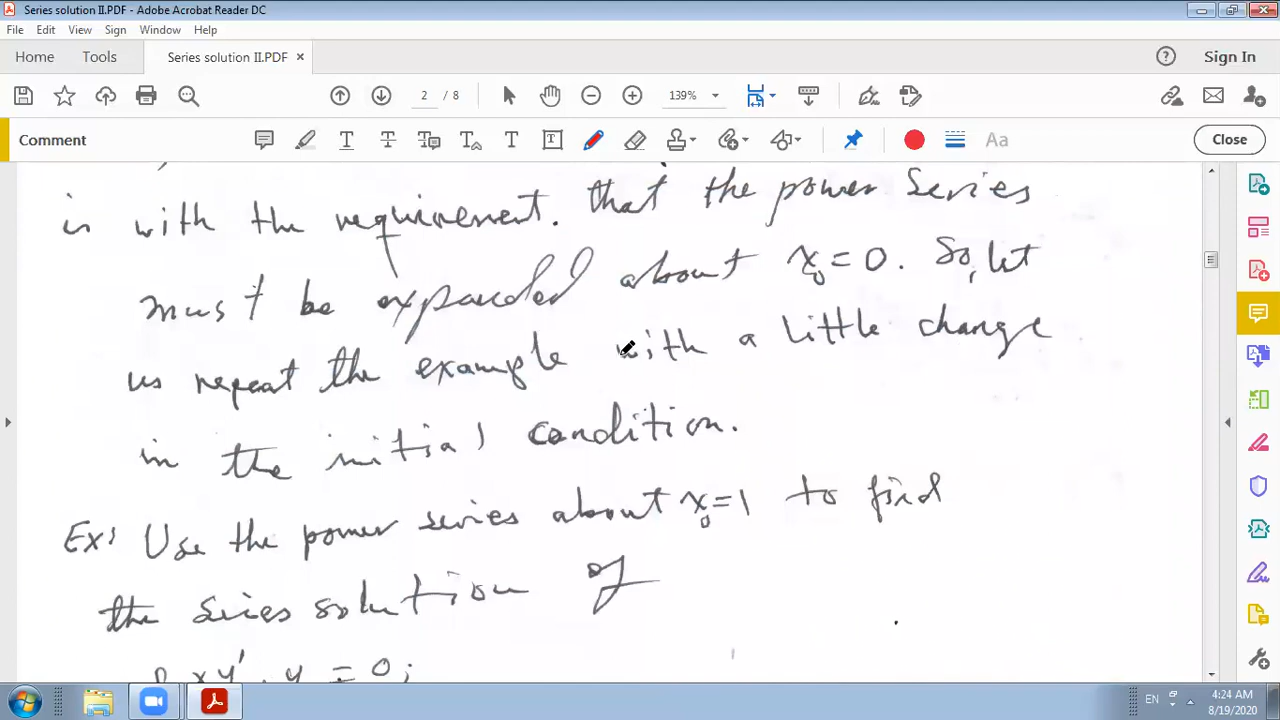 Series solution II.PDF - Adobe Acrobat Reader DC
File Edit View Sign Window Help
Home Tools Series solution II.PDF × Sign In
2 / 8 139%
Comment Aa Close
is with the requirement. that the power Series
must be expanded about x₀ = 0. So, let
us repeat the example with a little change
in the initial condition.
Ex: Use the power series about x₀ = 1 to find
the series solution of
xy' y = 0;
EN 4:24 AM
8/19/2020